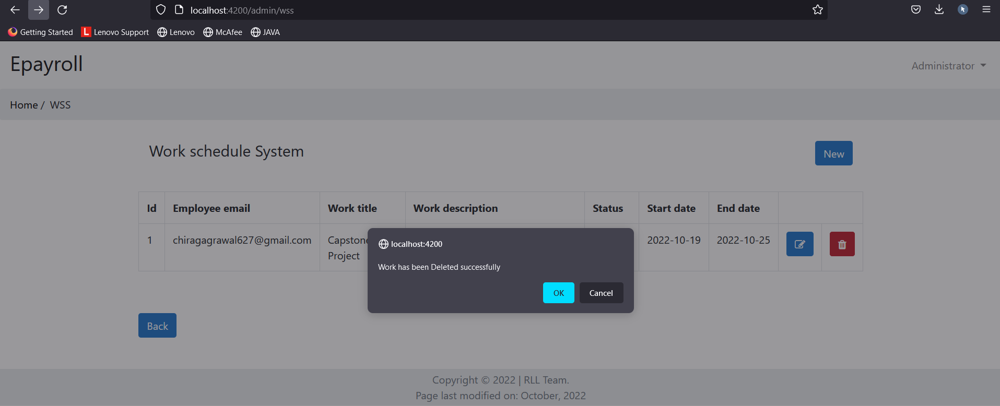 localhost:4200/admin/wss
Getting Started Lenovo Support Lenovo McAfee JAVA
Epayroll
Administrator
Home / WSS
Work schedule System
New
Id Employee email Work title Work description Status Start date End date
1 chiragagrawal627@gmail.com Capstone 2022-10-19 2022-10-25
Project
localhost:4200
Work has been Deleted successfully
OK Cancel
Back
Copyright © 2022 | RLL Team.
Page last modified on: October, 2022